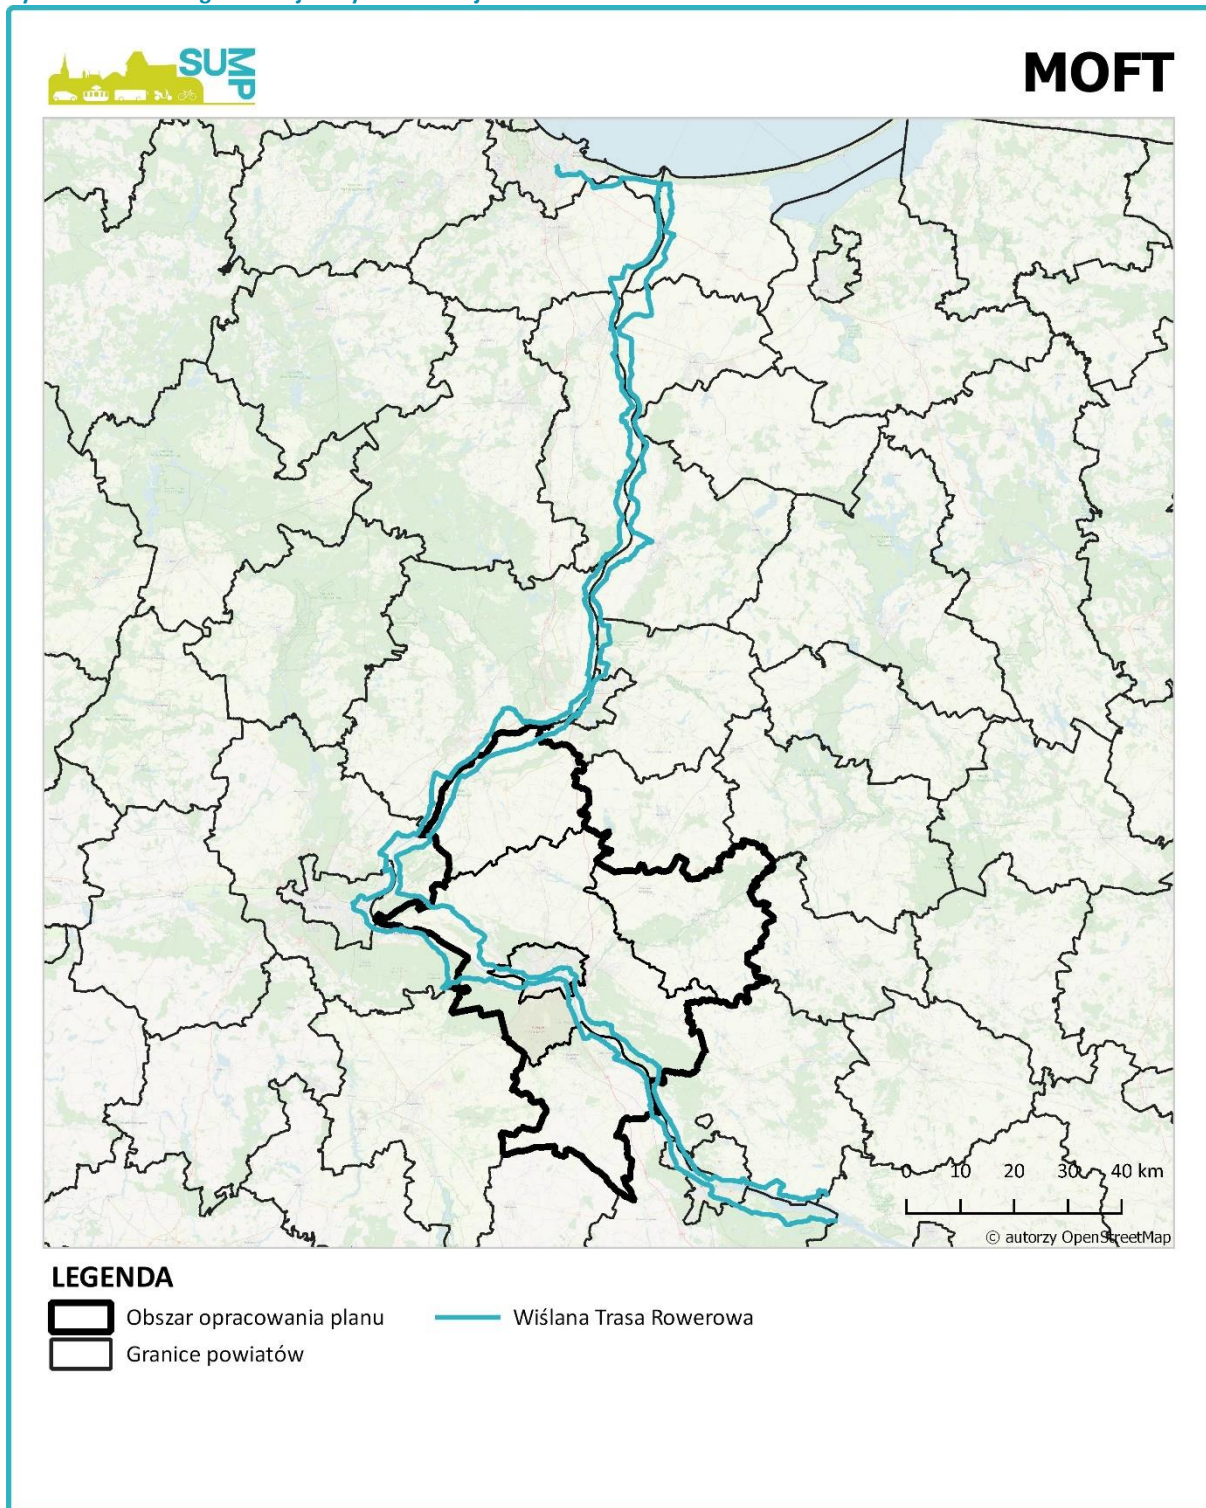 SUMP
MOFT
0 10 20 30 40 km
© autorzy OpenStreetMap
LEGENDA
Obszar opracowania planu
Wiślana Trasa Rowerowa
Granice powiatów